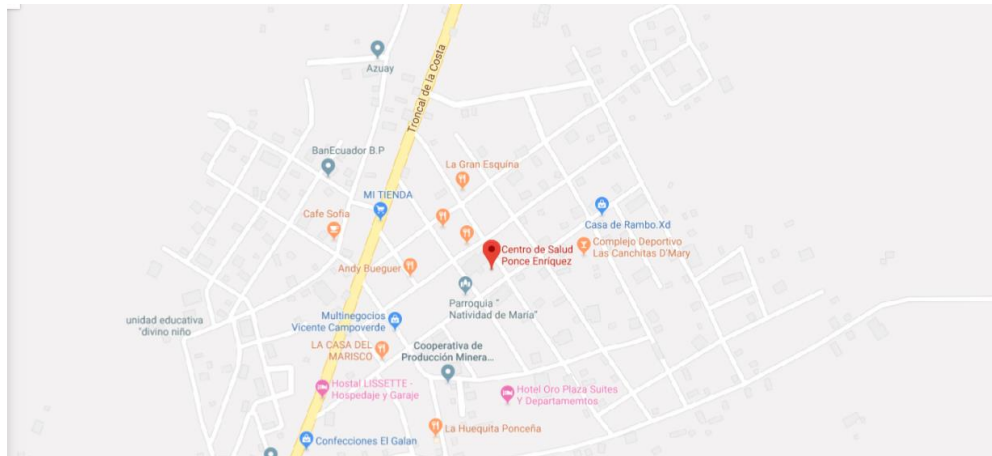 Azuay
Troncal de la Costa
BanEcuador B.P
La Gran Esquina
MI TIENDA
Cafe Sofia
Casa de Rambo.Xd
Centro de Salud
Ponce Enriquez
Complejo Deportivo
Las Canchitas D'Mary
Andy Bueguer
Parroquia "
Natividad de María"
unidad educativa
"divino niño
Multinegocios
Vicente Campoverde
LA CASA DEL
MARISCO
Cooperativa de
Producción Minera...
Hostal LISSETTE -
Hospedaje y Garaje
Hotel Oro Plaza Suites
Y Departamemtos
La Huequita Ponceña
Confecciones El Galan